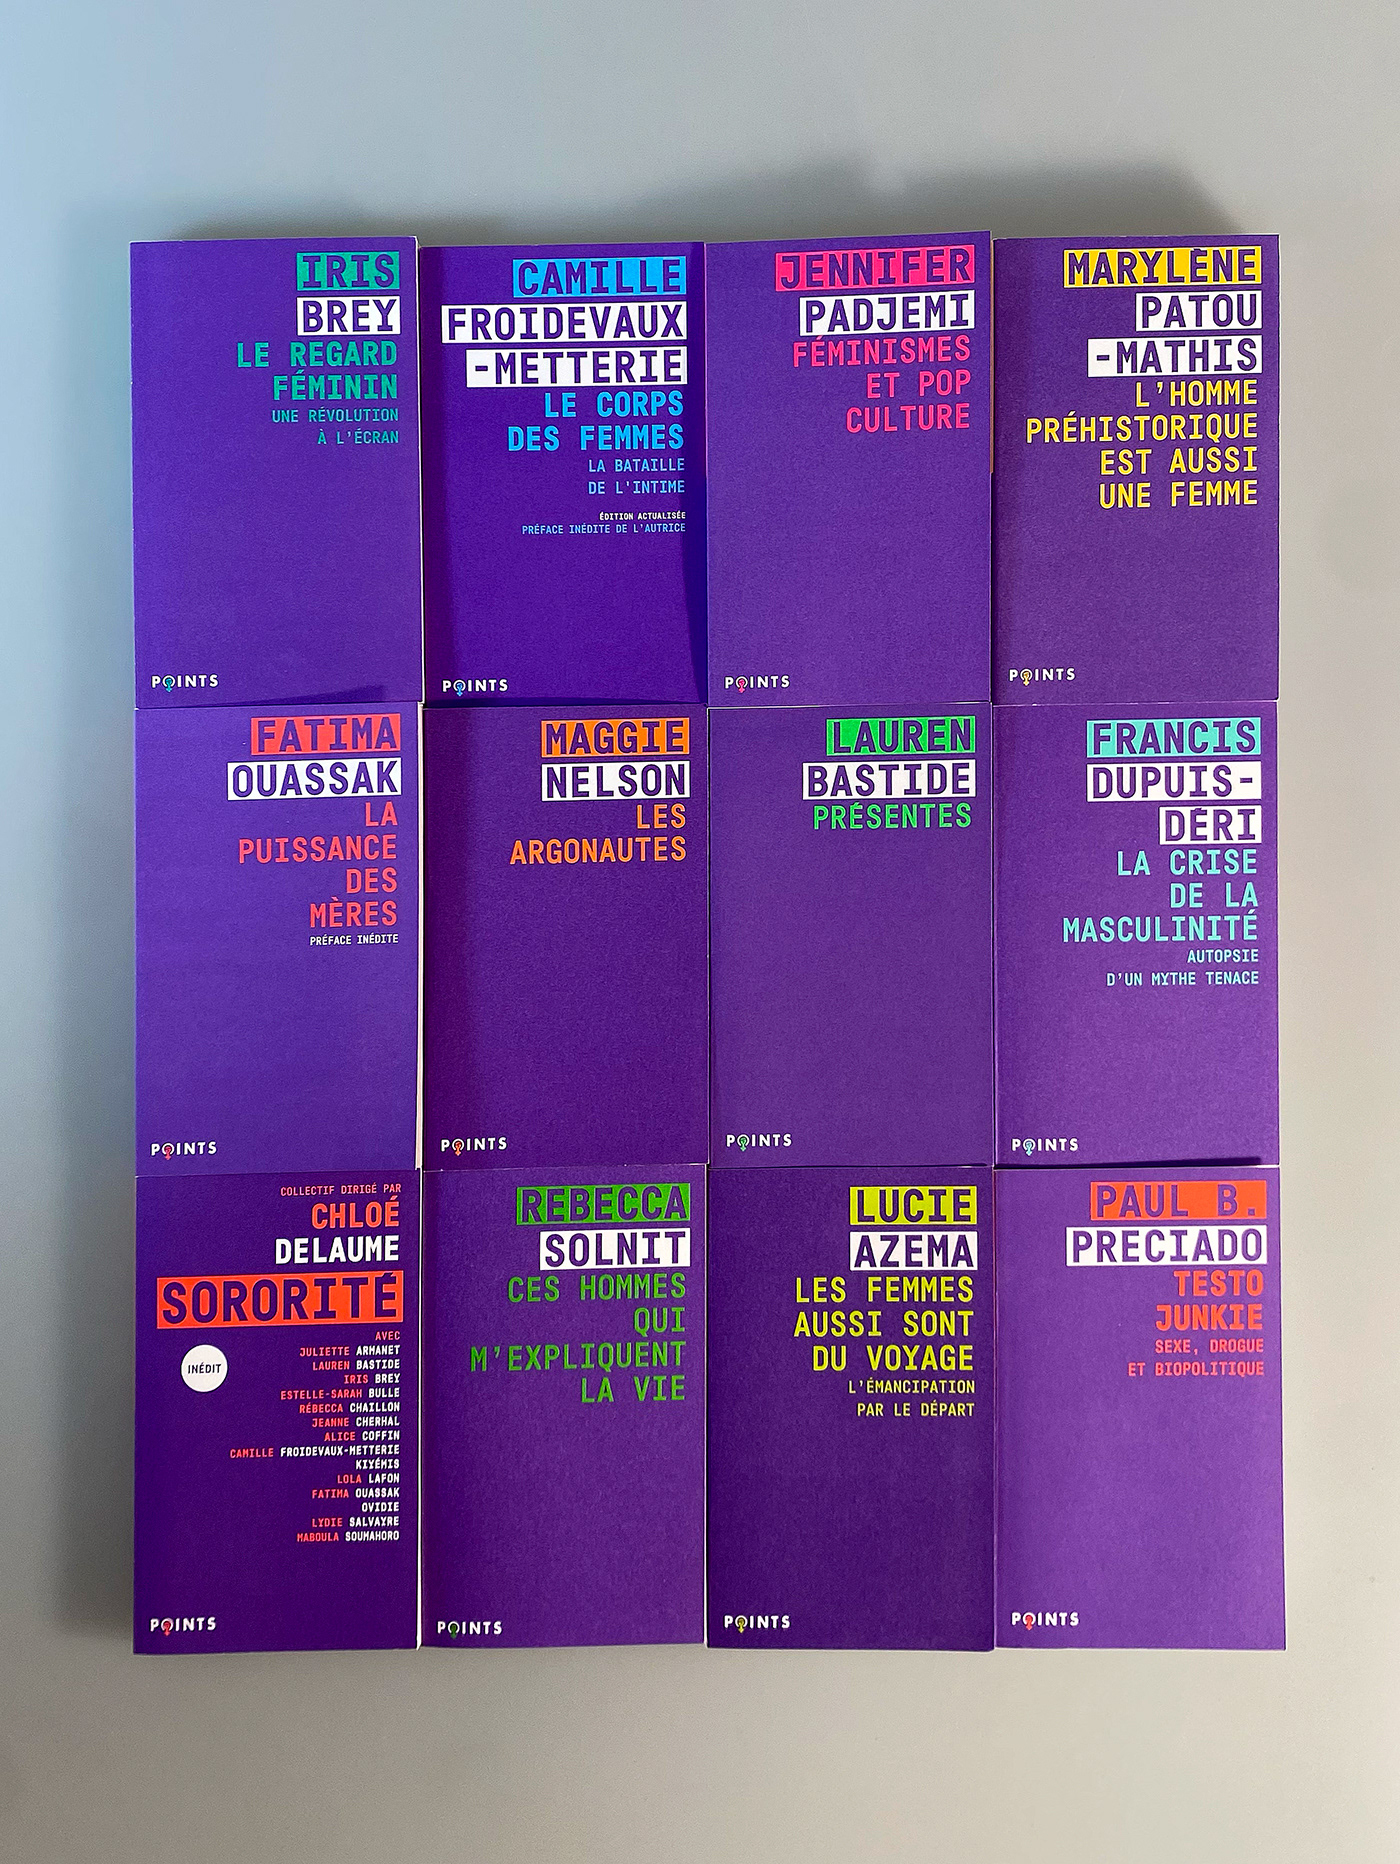 IRIS
BREY
LE REGARD
FÉMININ
UNE RÉVOLUTION
À L'ÉCRAN
POINTS
CAMILLE
FROIDEVAUX
-METTERIE
LE CORPS
DES FEMMES
LA BATAILLE
DE L'INTIME
ÉDITION ACTUALISÉE
PRÉFACE INÉDITE DE L'AUTRICE
POINTS
JENNIFER
PADJEMI
FÉMINISMES
ET POP
CULTURE
POINTS
MARYLÈNE
PATOU
-MATHIS
L'HOMME
PRÉHISTORIQUE
EST AUSSI
UNE FEMME
POINTS
FATIMA
OUASSAK
LA
PUISSANCE
DES
MÈRES
PRÉFACE INÉDITE
POINTS
MAGGIE
NELSON
LES
ARGONAUTES
POINTS
LAUREN
BASTIDE
PRÉSENTES
POINTS
FRANCIS
DUPUIS-
DÉRI
LA CRISE
DE LA
MASCULINITÉ
AUTOPSIE
D'UN MYTHE TENACE
POINTS
COLLECTIF DIRIGÉ PAR
CHLOÉ
DELAUME
SORORITÉ
INÉDIT
AVEC
JULIETTE ARMANET
LAUREN BASTIDE
IRIS BREY
ESTELLE-SARAH BULLE
RÉBECCA CHAILLON
JEANNE CHERHAL
ALICE COFFIN
CAMILLE FROIDEVAUX-METTERIE
KIYÉMIS
LOLA LAFON
FATIMA OUASSAK
OVIDIE
LYDIE SALVAYRE
MABOULA SOUMAHORO
POINTS
REBECCA
SOLNIT
CES HOMMES
QUI
M'EXPLIQUENT
LA VIE
POINTS
LUCIE
AZEMA
LES FEMMES
AUSSI SONT
DU VOYAGE
L'ÉMANCIPATION
PAR LE DÉPART
POINTS
PAUL B.
PRECIADO
TESTO
JUNKIE
SEXE, DROGUE
ET BIOPOLITIQUE
POINTS